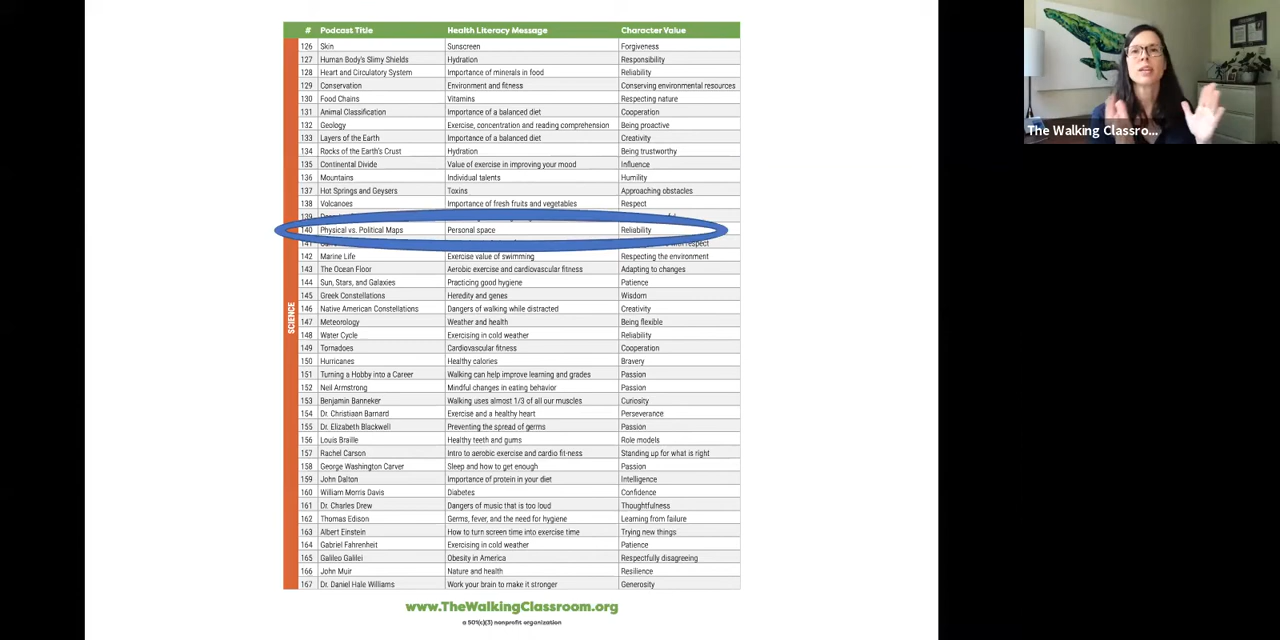 # Podcast Title Health Literacy Message Character Value
126 Skin Sunscreen Forgiveness
127 Human Body's Slimy Shields Hydration Responsibility
128 Heart and Circulatory System Importance of minerals in food Reliability
129 Conservation Environment and fitness Conserving environmental resources
130 Food Chains Vitamins Respecting nature
131 Animal Classification Importance of a balanced diet Cooperation
132 Geology Exercise, concentration and reading comprehension Being proactive
133 Layers of the Earth Importance of a balanced diet Creativity
134 Rocks of the Earth's Crust Hydration Being trustworthy
135 Continental Divide Value of exercise in improving your mood Influence
136 Mountains Individual talents Humility
137 Hot Springs and Geysers Toxins Approaching obstacles
138 Volcanoes Importance of fresh fruits and vegetables Respect
139
140 Physical vs. Political Maps Personal space Reliability
141 with respect
142 Marine Life Exercise value of swimming Respecting the environment
143 The Ocean Floor Aerobic exercise and cardiovascular fitness Adapting to changes
144 Sun, Stars, and Galaxies Practicing good hygiene Patience
145 Greek Constellations Heredity and genes Wisdom
146 Native American Constellations Dangers of walking while distracted Creativity
147 Meteorology Weather and health Being flexible
148 Water Cycle Exercising in cold weather Reliability
149 Tornadoes Cardiovascular fitness Cooperation
150 Hurricanes Healthy calories Bravery
151 Turning a Hobby into a Career Walking can help improve learning and grades Passion
152 Neil Armstrong Mindful changes in eating behavior Passion
153 Benjamin Banneker Walking uses almost 1/3 of all our muscles Curiosity
154 Dr. Christiaan Barnard Exercise and a healthy heart Perseverance
155 Dr. Elizabeth Blackwell Preventing the spread of germs Passion
156 Louis Braille Healthy teeth and gums Role models
157 Rachel Carson Intro to aerobic exercise and cardio fit-ness Standing up for what is right
158 George Washington Carver Sleep and how to get enough Passion
159 John Dalton Importance of protein in your diet Intelligence
160 William Morris Davis Diabetes Confidence
161 Dr. Charles Drew Dangers of music that is too loud Thoughtfulness
162 Thomas Edison Germs, fever, and the need for hygiene Learning from failure
163 Albert Einstein How to turn screen time into exercise time Trying new things
164 Gabriel Fahrenheit Exercising in cold weather Patience
165 Galileo Galilei Obesity in America Respectfully disagreeing
166 John Muir Nature and health Resilience
167 Dr. Daniel Hale Williams Work your brain to make it stronger Generosity
SCIENCE
www.TheWalkingClassroom.org
a 501(c)(3) nonprofit organization
The Walking Classro...